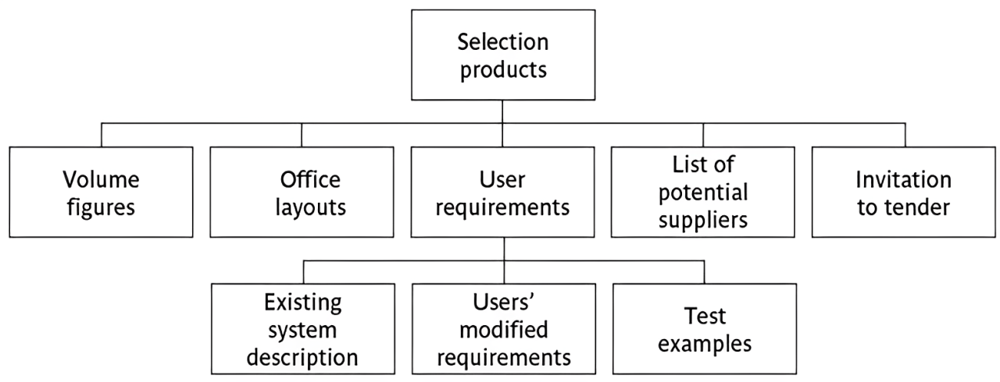 Selection
products
Volume
figures
Office
layouts
User
requirements
List of
potential
suppliers
Invitation
to tender
Existing
system
description
Users’
modified
requirements
Test
examples